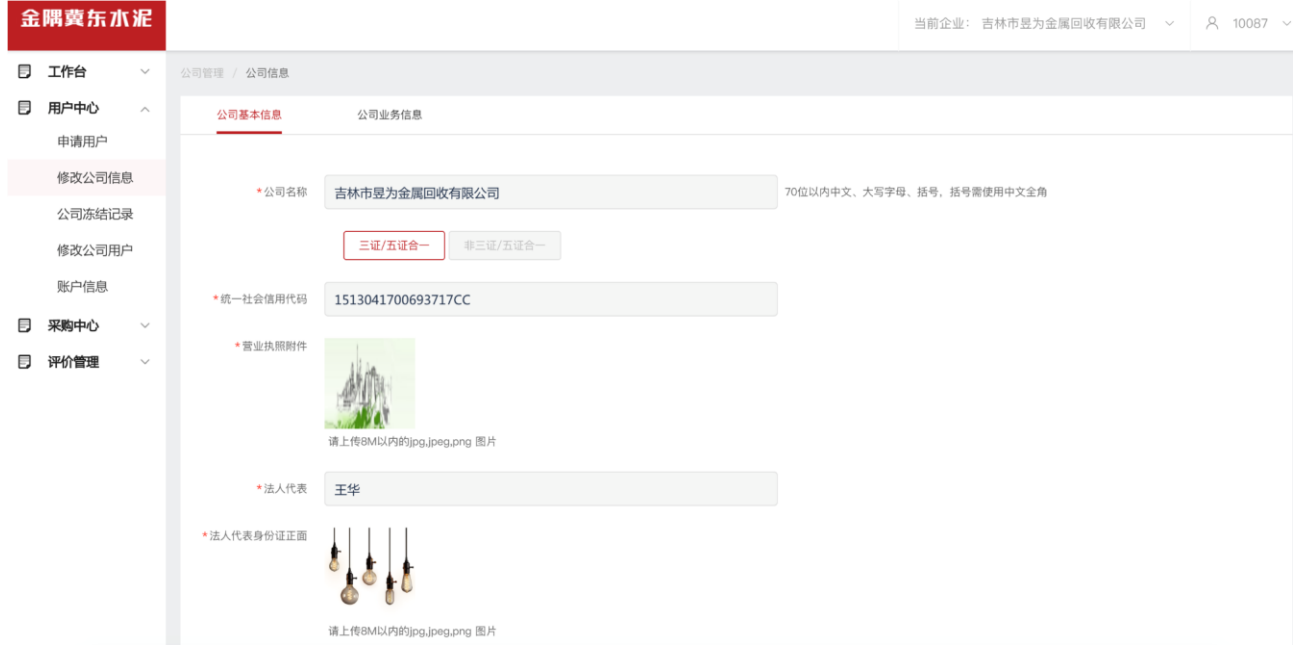 金隅冀东水泥
当前企业： 吉林市昱为金属回收有限公司
10087
工作台
用户中心
申请用户
修改公司信息
公司冻结记录
修改公司用户
账户信息
采购中心
评价管理
公司管理 / 公司信息
公司基本信息 公司业务信息
*公司名称 吉林市昱为金属回收有限公司 70位以内中文、大写字母、括号，括号需使用中文全角
三证/五证合一 非三证/五证合一
*统一社会信用代码 1513041700693717CC
*营业执照附件
请上传8M以内的jpg,jpeg,png 图片
*法人代表 王华
*法人代表身份证正面
请上传8M以内的jpg,jpeg,png 图片